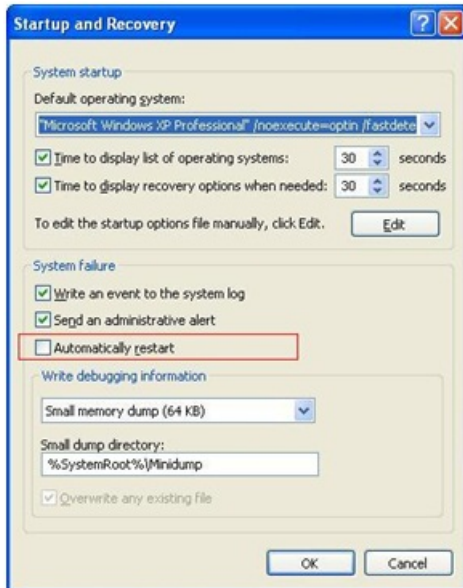 Startup and Recovery
System startup
Default operating system:
"Microsoft Windows XP Professional" /noexecute=optin /fastdete
Time to display list of operating systems: 30 seconds
Time to display recovery options when needed: 30 seconds
To edit the startup options file manually, click Edit. Edit
System failure
Write an event to the system log
Send an administrative alert
Automatically restart
Write debugging information
Small memory dump (64 KB)
Small dump directory:
%SystemRoot%\Minidump
Overwrite any existing file
OK Cancel